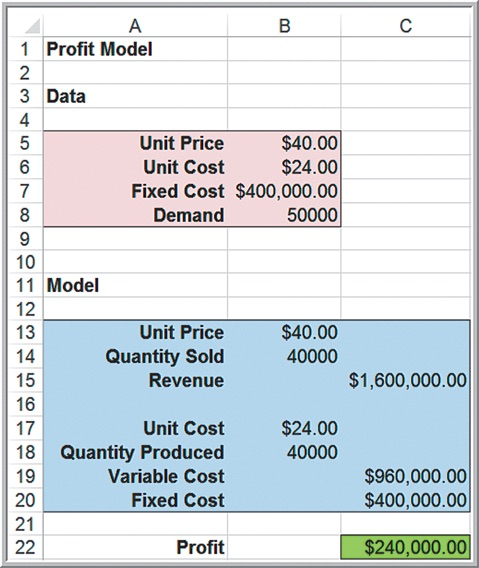 A B C
1 Profit Model
2
3 Data
4
5 Unit Price $40.00
6 Unit Cost $24.00
7 Fixed Cost $400,000.00
8 Demand 50000
9
10
11 Model
12
13 Unit Price $40.00
14 Quantity Sold 40000
15 Revenue $1,600,000.00
16
17 Unit Cost $24.00
18 Quantity Produced 40000
19 Variable Cost $960,000.00
20 Fixed Cost $400,000.00
21
22 Profit $240,000.00